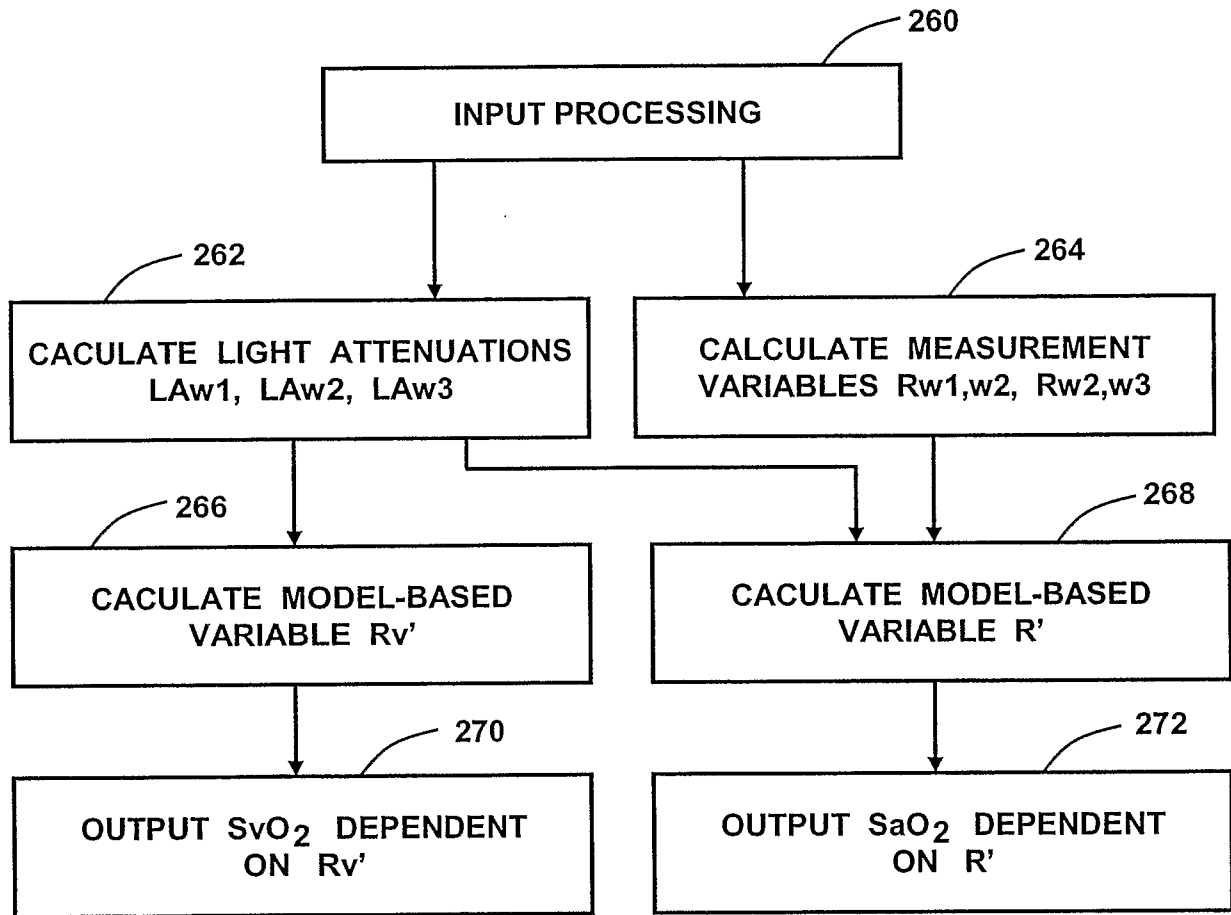 260
INPUT PROCESSING
262
264
CACULATE LIGHT ATTENUATIONS
LAw1, LAw2, LAw3
CALCULATE MEASUREMENT
VARIABLES Rw1,w2, Rw2,w3
266
268
CACULATE MODEL-BASED
VARIABLE Rv'
CACULATE MODEL-BASED
VARIABLE R'
270
272
OUTPUT SvO2 DEPENDENT
ON Rv'
OUTPUT SaO2 DEPENDENT
ON R'